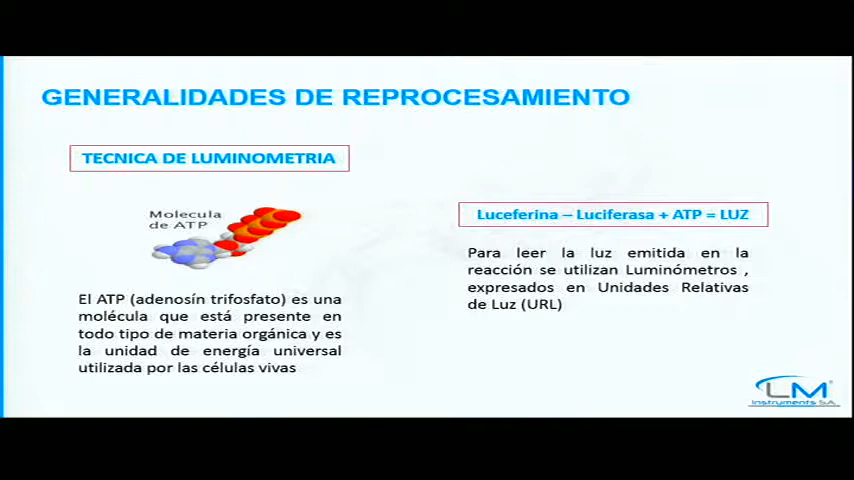 GENERALIDADES DE REPROCESAMIENTO
TECNICA DE LUMINOMETRIA
Molecula
de ATP
El ATP (adenosín trifosfato) es una
molécula que está presente en
todo tipo de materia orgánica y es
la unidad de energía universal
utilizada por las células vivas
Luceferina – Luciferasa + ATP = LUZ
Para leer la luz emitida en la
reacción se utilizan Luminómetros ,
expresados en Unidades Relativas
de Luz (URL)
LM®
Instruments S.A.